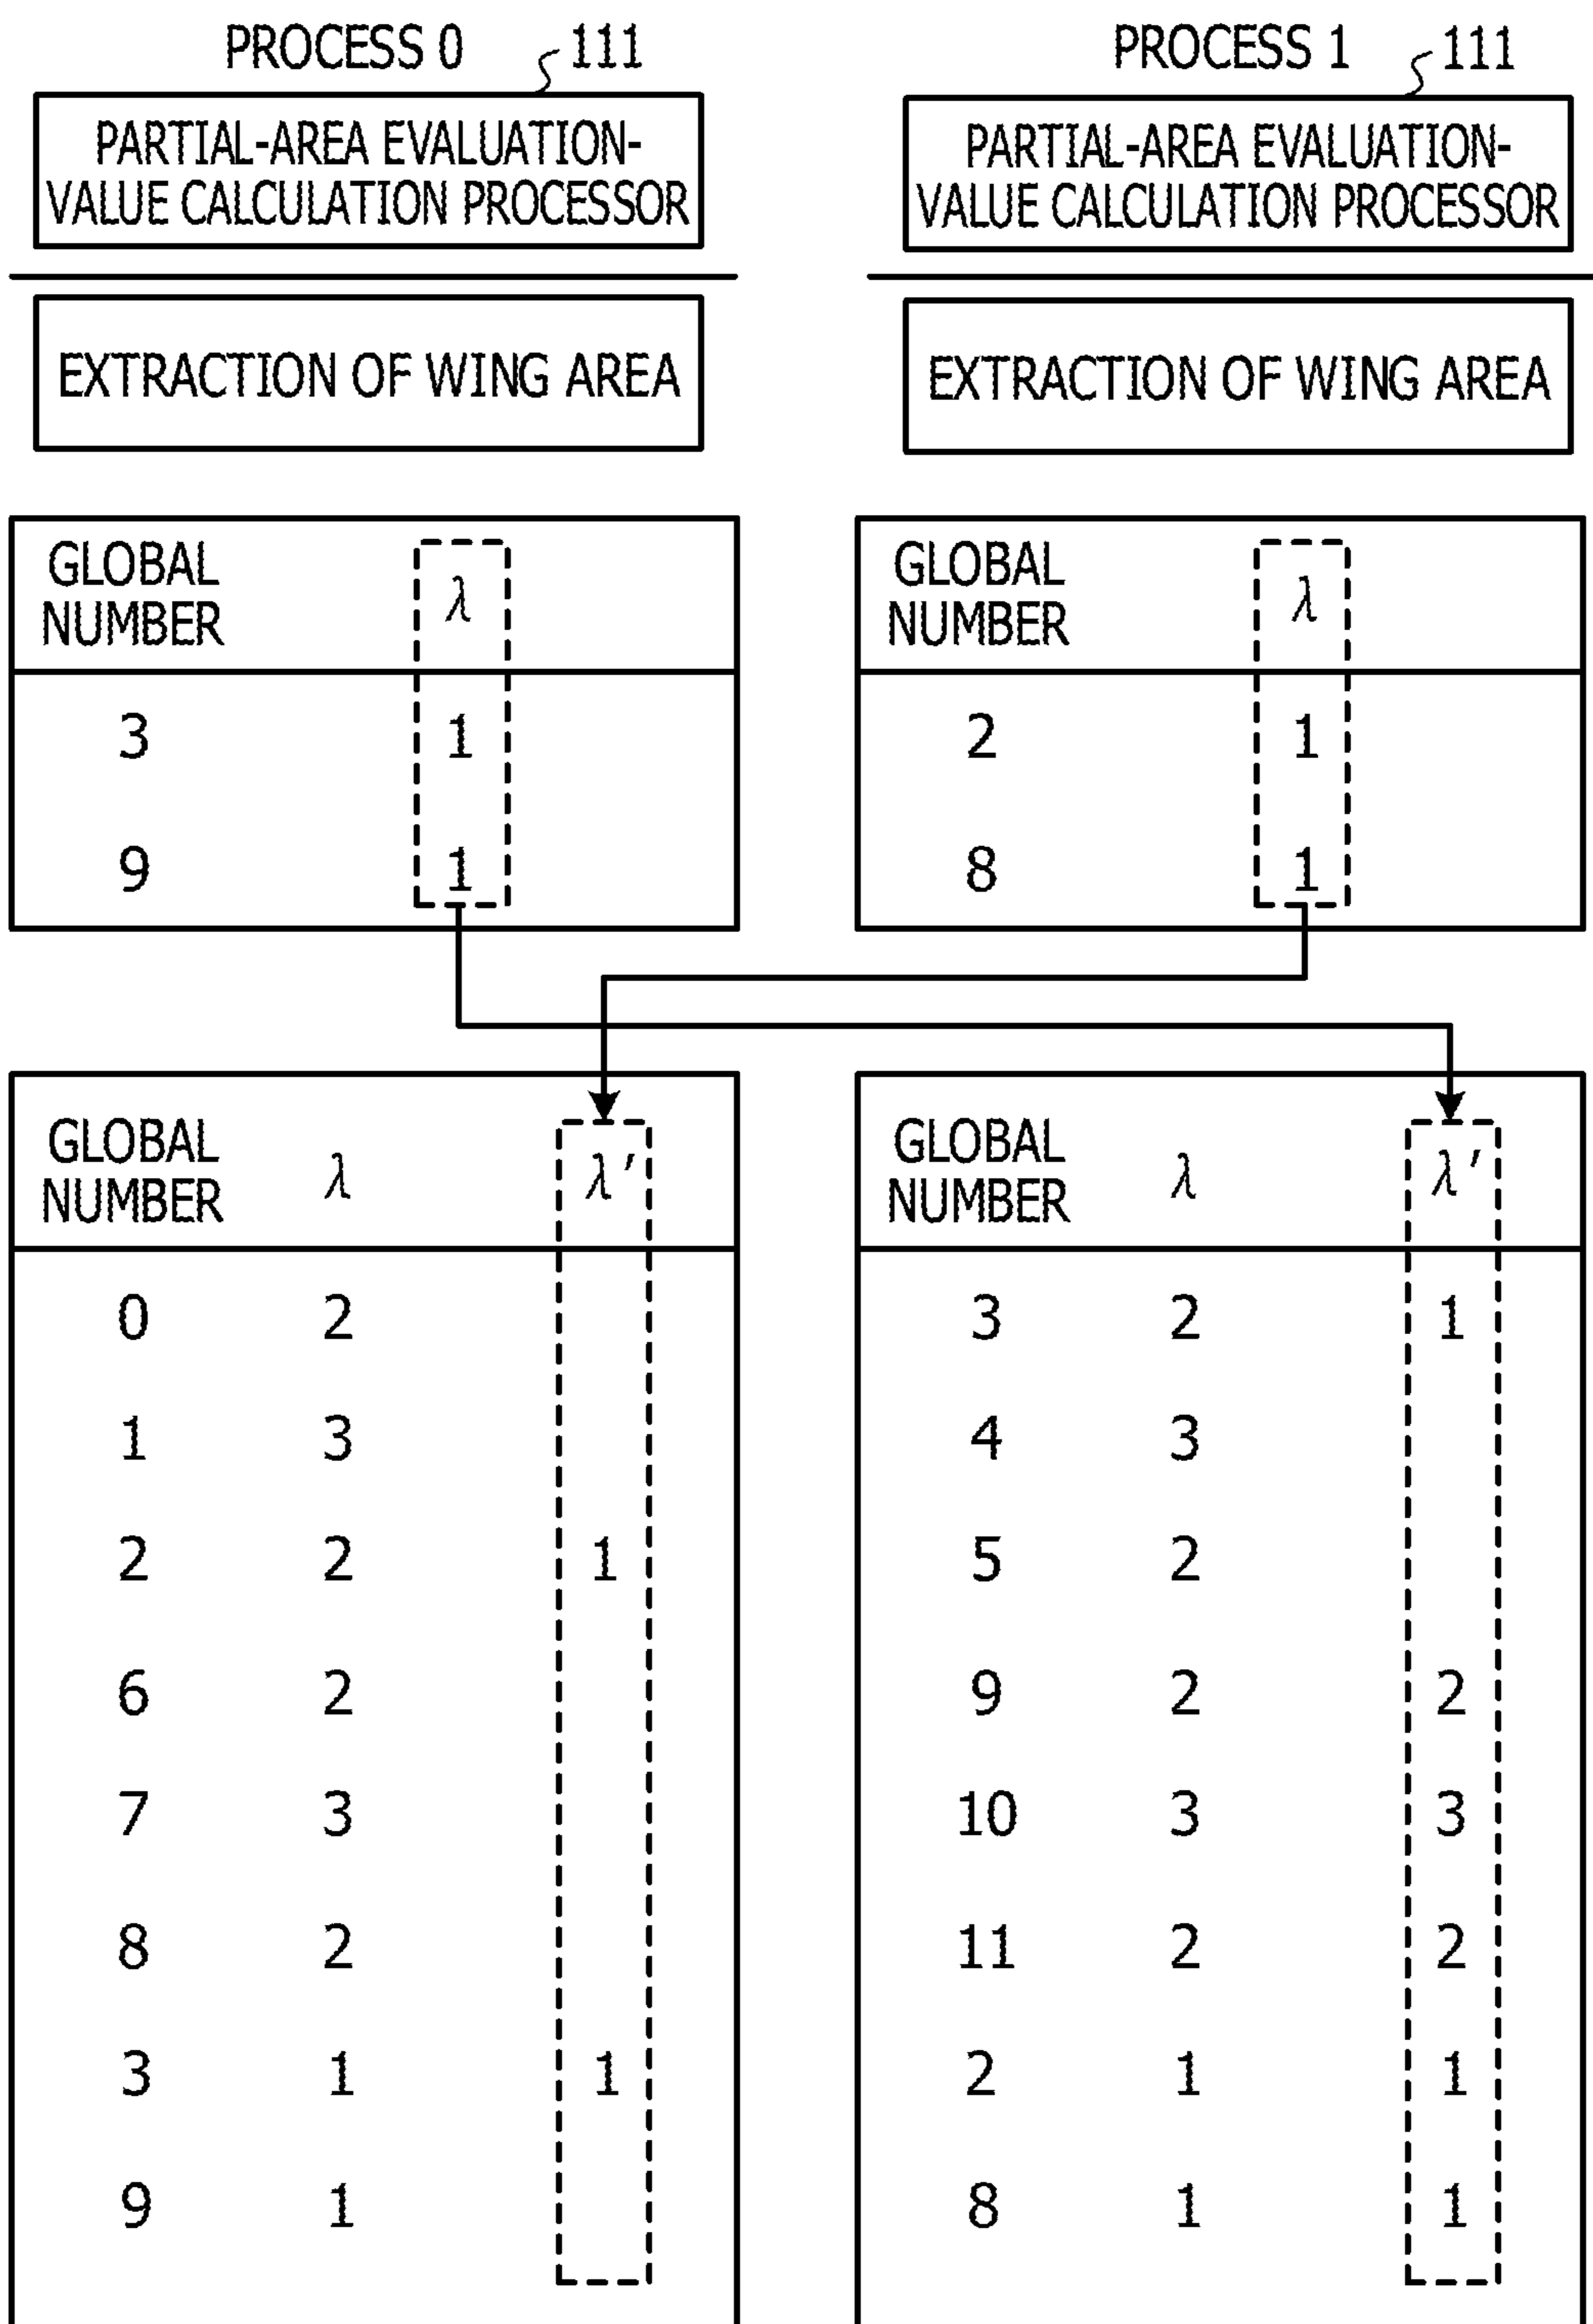 PROCESS 0 111
PARTIAL-AREA EVALUATION-
VALUE CALCULATION PROCESSOR
EXTRACTION OF WING AREA
GLOBAL
NUMBER λ
3 1
9 1
PROCESS 1 111
PARTIAL-AREA EVALUATION-
VALUE CALCULATION PROCESSOR
EXTRACTION OF WING AREA
GLOBAL
NUMBER λ
2 1
8 1
GLOBAL
NUMBER λ λ'
0 2
1 3
2 2 1
6 2
7 3
8 2
3 1 1
9 1
GLOBAL
NUMBER λ λ'
3 2 1
4 3
5 2
9 2 2
10 3 3
11 2 2
2 1 1
8 1 1